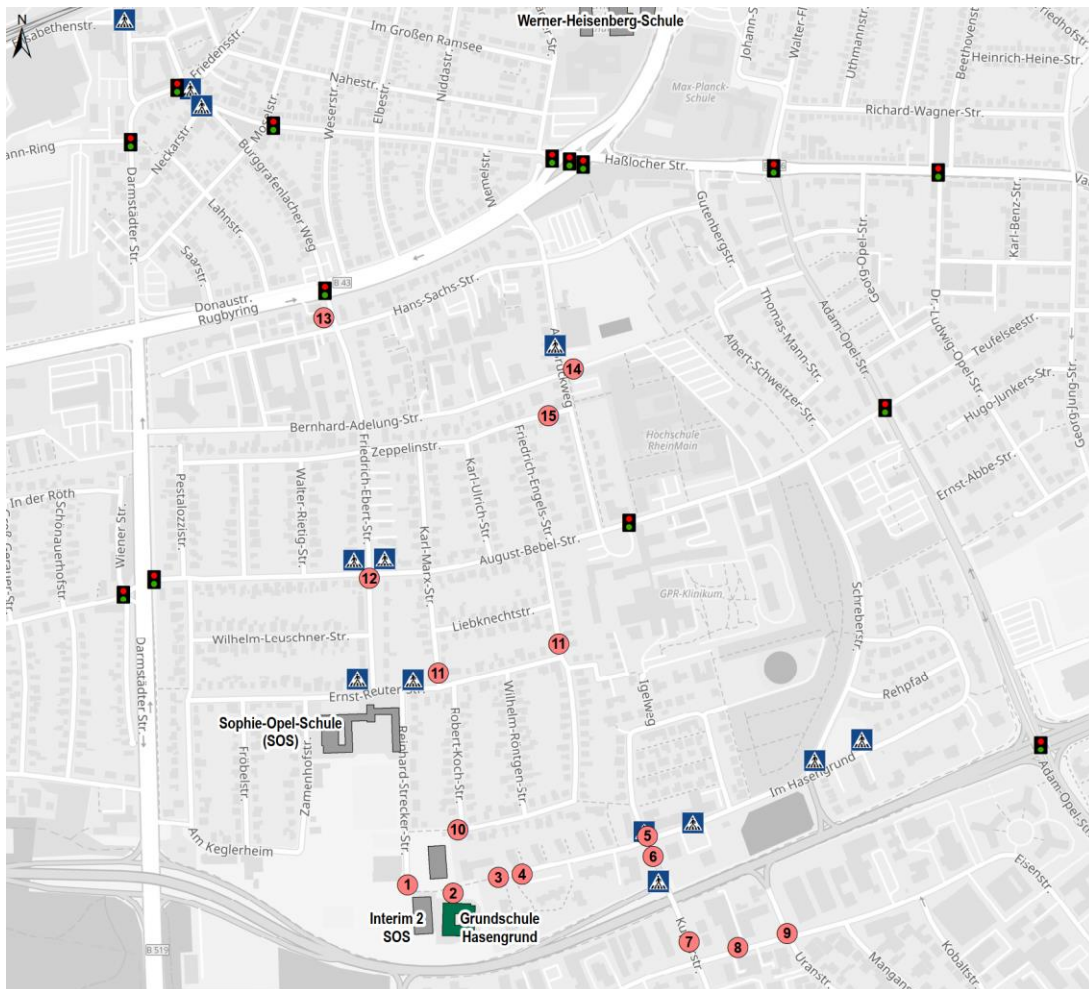 N
Werner-Heisenberg-Schule
Im Großen Ramsee
Friedensstr.
Nahestr.
Niddastr.
Elbestr.
Weserstr.
Moselstr.
Neckarstr.
Burggrafenlacher Weg
Memelstr.
Max-Planck-
Schule
Uthmannstr.
Beethovenstr.
Heinrich-Heine-Str.
Richard-Wagner-Str.
Haßlocher Str.
Darmstädter Str.
Lahnstr.
Saarstr.
Gutenbergstr.
Georg-Opel-Str.
Karl-Benz-Str.
Donaustr.
Rugbyring
B 43
Hans-Sachs-Str.
13
Thomas-Mann-Str.
Adam-Opel-Str.
Dr.-Ludwig-Opel-Str.
Teufelseestr.
Albert-Schweitzer-Str.
Hugo-Junkers-Str.
14
15
Bernhard-Adelung-Str.
Zeppelinstr.
Friedrich-Ebert-Str.
Friedrich-Engels-Str.
Karl-Ulrich-Str.
Hochschule
RheinMain
Ernst-Abbe-Str.
In der Röth
Schönauerhofstr
Wiener Str.
Pestalozzistr.
Walter-Rietig-Str.
Karl-Marx-Str.
August-Bebel-Str.
12
GPR-Klinikum
Schreberstr.
Liebknechtstr.
Wilhelm-Leuschner-Str.
11
11
Ernst-Reuter
Darmstädter Str.
Igelweg
Rehpfad
Sophie-Opel-Schule
(SOS)
Robert-Koch-Str.
Wilhelm-Röntgen-Str.
Reinhard-Strecker-Str.
Fröbelstr.
Im Hasengrund
Adam-Opel-Str
Am Keglerheim
10
5
6
4
3
1
2
Interim 2
SOS
Grundschule
Hasengrund
7
8
9
Uranstr.
Kobaltstr.
Eisenstr.
B 519